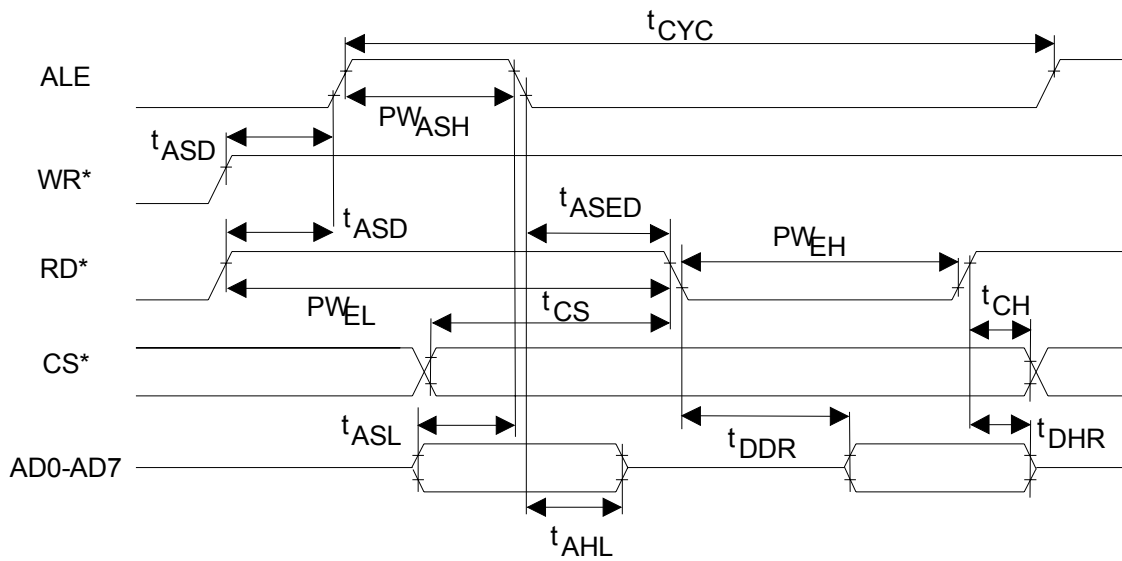 tCYC
ALE
PWASH
tASD
WR*
tASED
tASD
PWEH
RD*
PWEL
tCS
tCH
CS*
tASL
tDDR
tDHR
AD0-AD7
tAHL